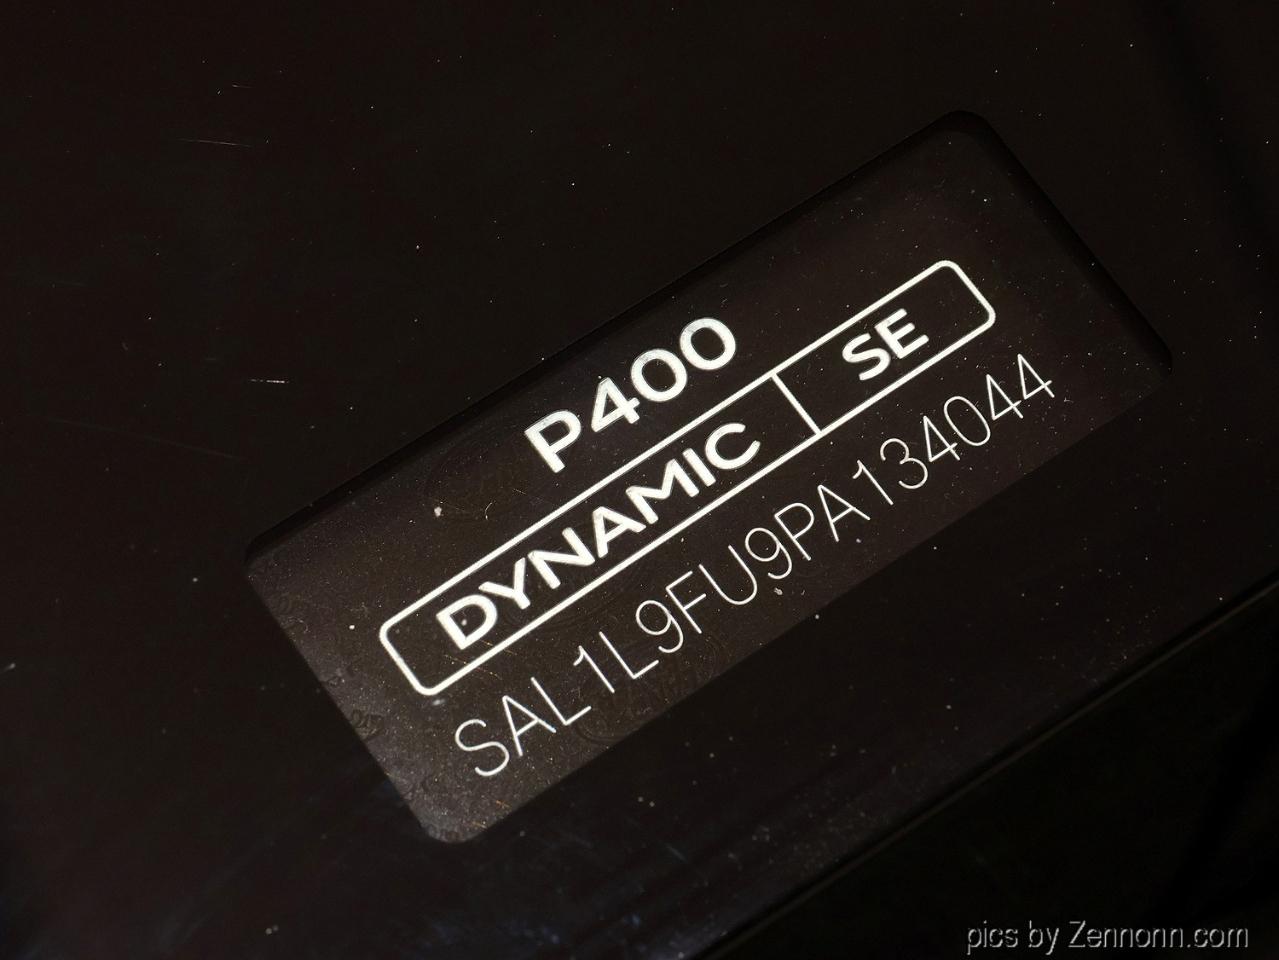 P400
DYNAMIC SE
SAL1L9FU9PA134044
pics by Zennonn.com